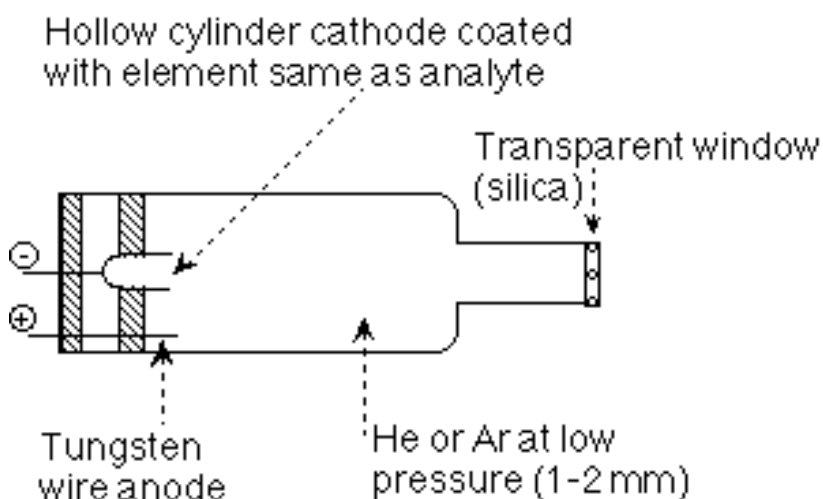 Hollow cylinder cathode coated
with element same as analyte
Transparent window
(silica)
-
+
Tungsten
wire anode
He or Ar at low
pressure (1-2 mm)